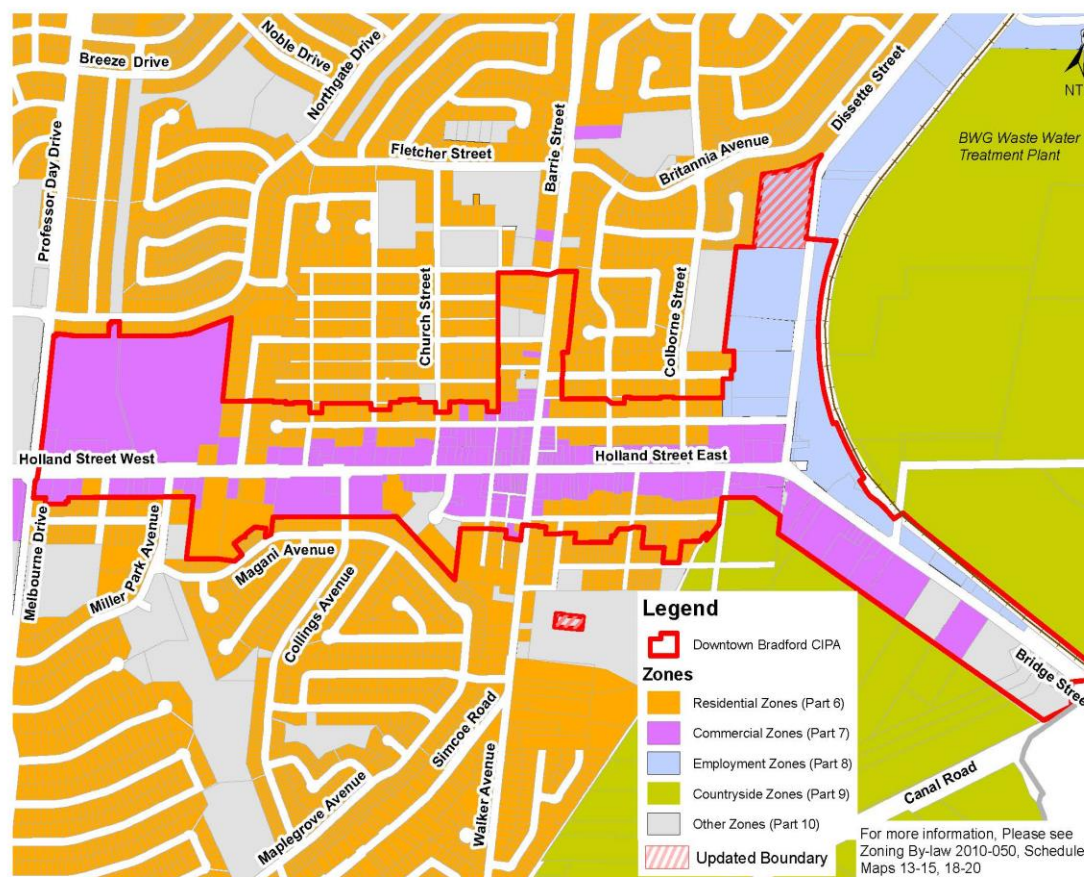 Breeze Drive
Noble Drive
Northgate Drive
Professor Day Drive
Fletcher Street
Barrie Street
Britannia Avenue
Dissette Street
NT
BWG Waste Water
Treatment Plant
Church Street
Colborne Street
Holland Street West
Holland Street East
Melbourne Drive
Miller Park Avenue
Magani Avenue
Collings Avenue
Simcoe Road
Maplegrove Avenue
Walker Avenue
Bridge Stree
Canal Road
Legend
Downtown Bradford CIPA
Zones
Residential Zones (Part 6)
Commercial Zones (Part 7)
Employment Zones (Part 8)
Countryside Zones (Part 9)
Other Zones (Part 10)
Updated Boundary
For more information, Please see
Zoning By-law 2010-050, Schedule
Maps 13-15, 18-20